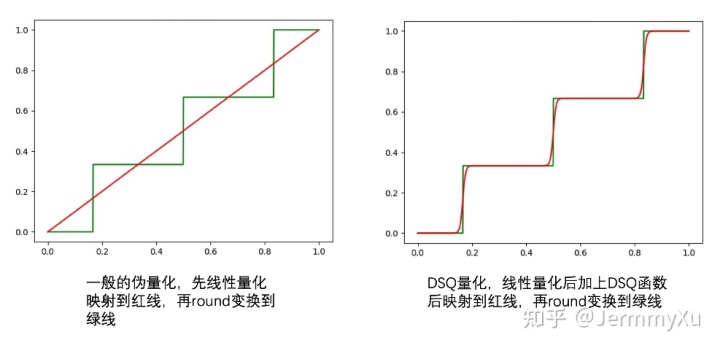 1.0
0.8
0.6
0.4
0.2
0.0
0.0 0.2 0.4 0.6 0.8 1.0
1.0
0.8
0.6
0.4
0.2
0.0
0.0 0.2 0.4 0.6 0.8 1.0
一般的伪量化，先线性量化
映射到红线，再round变换到
绿线
DSQ量化，线性量化后加上DSQ函数
后映射到红线，再round变换到绿线
知乎 @JermmyXu